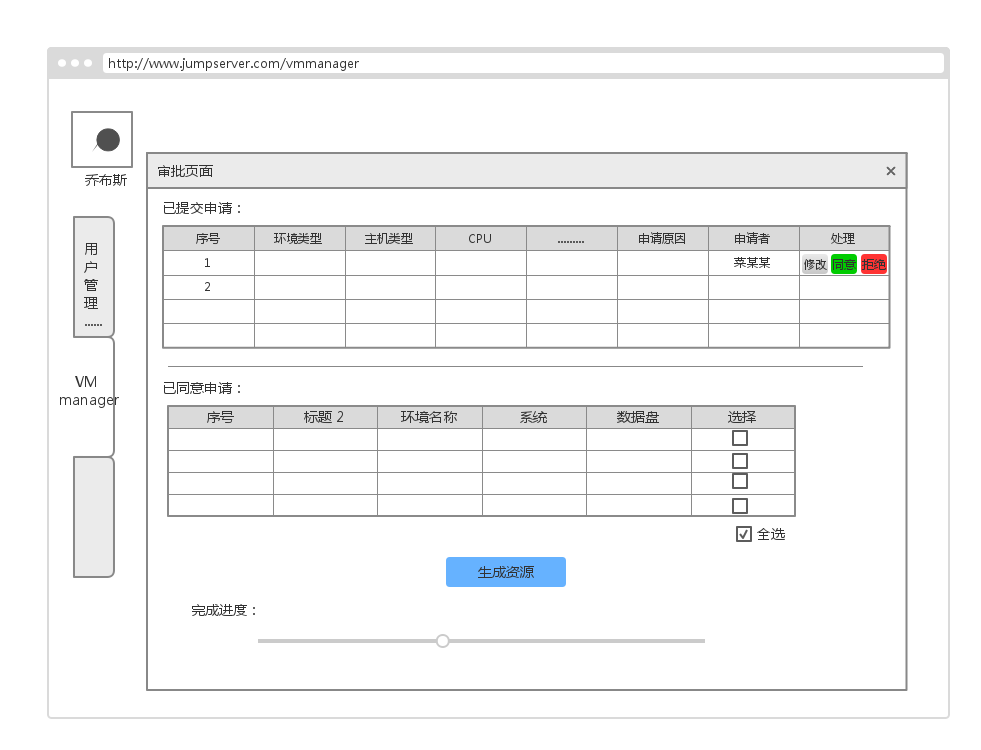 http://www.jumpserver.com/vmmanager
乔布斯
用
户
管
理
......
VM
manager
审批页面 ×
已提交申请：
序号 环境类型 主机类型 CPU ......... 申请原因 申请者 处理
1 菜某某 修改 同意 拒绝
2
已同意申请：
序号 标题 2 环境名称 系统 数据盘 选择
全选
生成资源
完成进度：